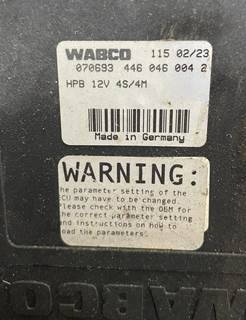 WABCO 115 02/23
070693 446 046 004 2
HPB 12V 4S/4M
Made in Germany
WARNING:
he parameter setting of the
CU may have to be changed.
lease check with the OEM for
he correct parameter setting
and instructions on how to
oad the parameters.
WABCO